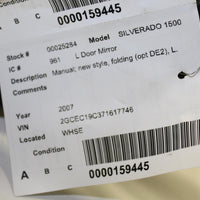 B C 0000159445
Stock # 00025284 Model SILVERADO 1500
IC # 961 L Door Mirror
Description Manual; new style, folding (opt DE2), L.
Comments
Year 2007
VIN 2GCEC19C371617746
Located WHSE
Condition
A B C 0000159445